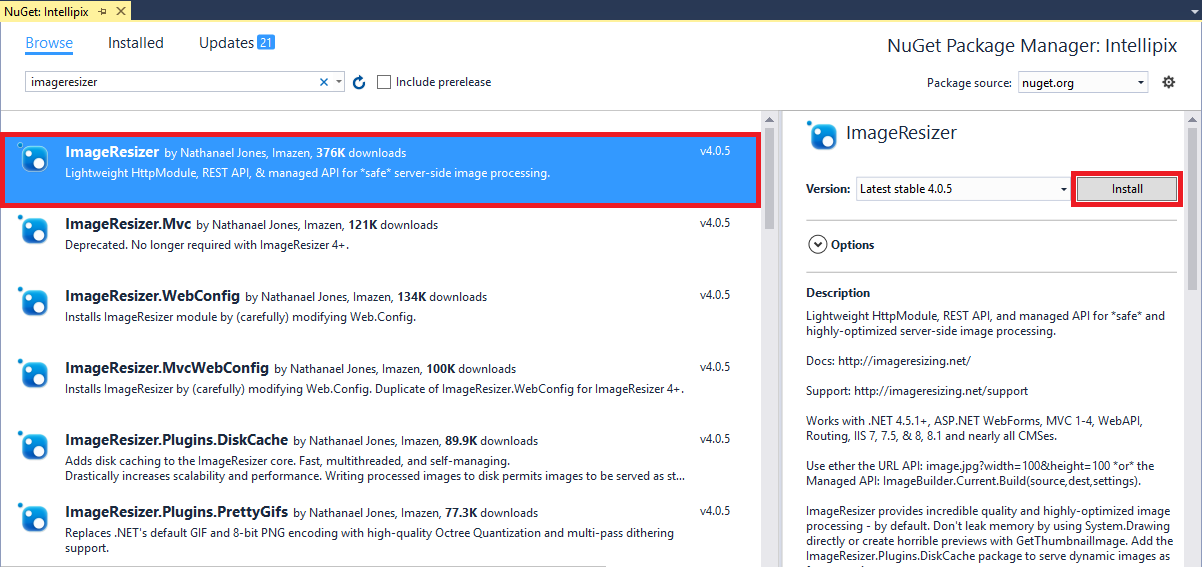 NuGet: Intellipix
Browse Installed Updates 21
NuGet Package Manager: Intellipix
imageresizer
Include prerelease
Package source: nuget.org
ImageResizer by Nathanael Jones, Imazen, 376K downloads v4.0.5
Lightweight HttpModule, REST API, & managed API for *safe* server-side image processing.
ImageResizer.Mvc by Nathanael Jones, Imazen, 121K downloads v4.0.5
Deprecated. No longer required with ImageResizer 4+.
ImageResizer.WebConfig by Nathanael Jones, Imazen, 134K downloads v4.0.5
Installs ImageResizer module by (carefully) modifying Web.Config.
ImageResizer.MvcWebConfig by Nathanael Jones, Imazen, 100K downloads v4.0.5
Installs ImageResizer by (carefully) modifying Web.Config. Duplicate of ImageResizer.WebConfig for ImageResizer 4+.
ImageResizer.Plugins.DiskCache by Nathanael Jones, Imazen, 89.9K downloads v4.0.5
Adds disk caching to the ImageResizer core. Fast, multithreaded, and self-managing.
Drastically increases scalability and performance. Writing processed images to disk permits images to be served as st...
ImageResizer.Plugins.PrettyGifs by Nathanael Jones, Imazen, 77.3K downloads v4.0.5
Replaces .NET's default GIF and 8-bit PNG encoding with high-quality Octree Quantization and multi-pass dithering
support.
ImageResizer
Version: Latest stable 4.0.5 Install
Options
Description
Lightweight HttpModule, REST API, and managed API for *safe* and
highly-optimized server-side image processing.
Docs: http://imageresizing.net/
Support: http://imageresizing.net/support
Works with .NET 4.5.1+, ASP.NET WebForms, MVC 1-4, WebAPI,
Routing, IIS 7, 7.5, & 8, 8.1 and nearly all CMSes.
Use ether the URL API: image.jpg?width=100&height=100 *or* the
Managed API: ImageBuilder.Current.Build(source,dest,settings).
ImageResizer provides incredible quality and highly-optimized image
processing - by default. Don't leak memory by using System.Drawing
directly or create horrible previews with GetThumbnailImage. Add the
ImageResizer.Plugins.DiskCache package to serve dynamic images as